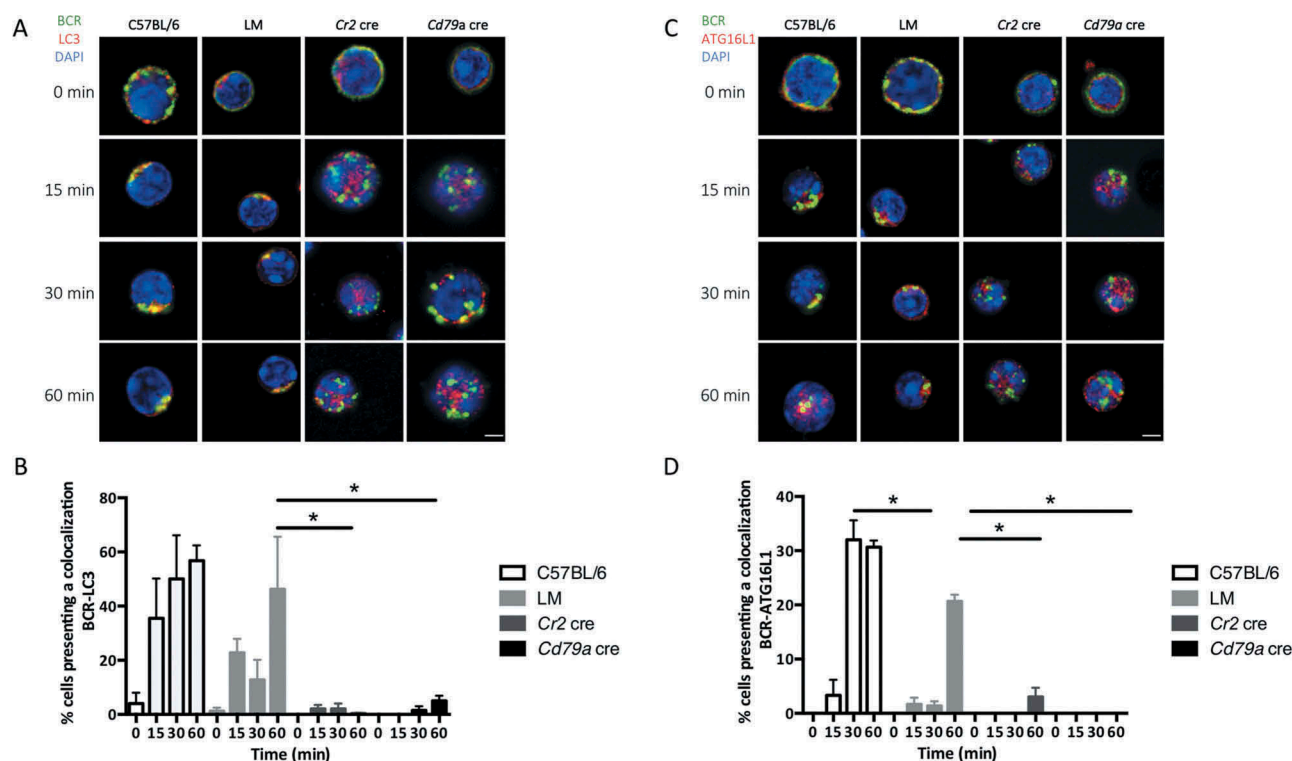 A
BCR
LC3
DAPI
C57BL/6
LM
Cr2 cre
Cd79a cre
0 min
15 min
30 min
60 min
B
% cells presenting a colocalization
BCR-LC3
80
60
40
20
0
*
*
0 15 30 60 0 15 30 60 0 15 30 60 0 15 30 60
Time (min)
C57BL/6
LM
Cr2 cre
Cd79a cre
C
BCR
ATG16L1
DAPI
C57BL/6
LM
Cr2 cre
Cd79a cre
0 min
15 min
30 min
60 min
D
% cells presenting a colocalization
BCR-ATG16L1
40
30
20
10
0
*
*
*
0 15 30 60 0 15 30 60 0 15 30 60 0 15 30 60
Time (min)
C57BL/6
LM
Cr2 cre
Cd79a cre